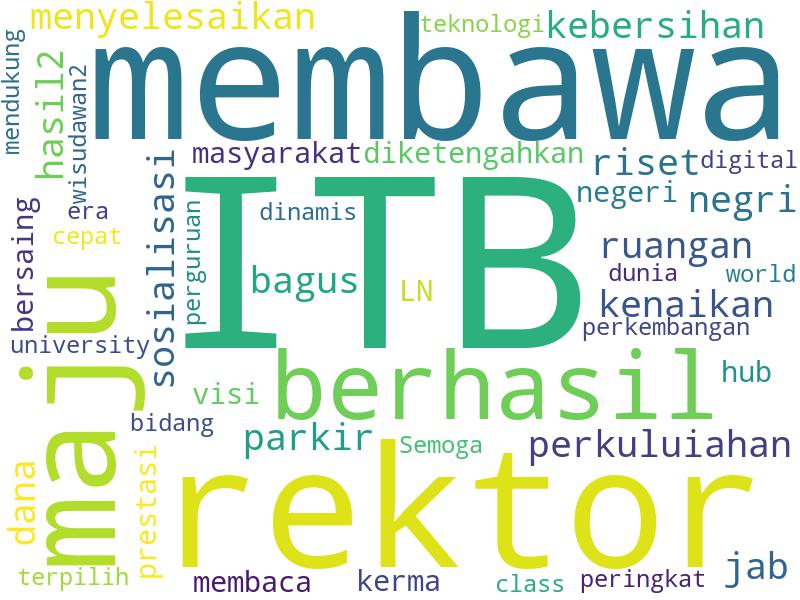 menyelesaikan
teknologi
kebersihan
mendukung
hasil2
wisudawan2
membawa
masyarakat
diketengahkan
riset
digital
negeri
negri
bersaing
era
cepat
sosialisasi
perguruan
dinamis
ITB
bagus
LN
ruangan
dunia
world
kenaikan
perkembangan
maju
university
visi
berhasil
hub
bidang
parkir
Semoga
perkuluiahan
dana
prestasi
rektor
terpilih
membaca
kerma
class
peringkat
jab